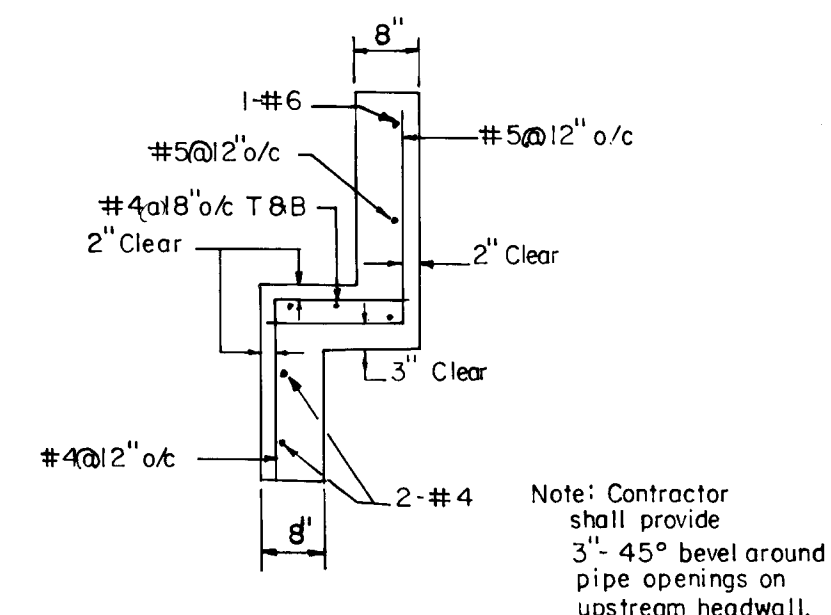 8"
1-#6
#5@12" o/c
#5@12" o/c
#4@18" o/c T & B
2" Clear
2" Clear
3" Clear
#4@12" o/c
2-#4
8"
Note: Contractor
shall provide
3"- 45° bevel around
pipe openings on
upstream headwall.